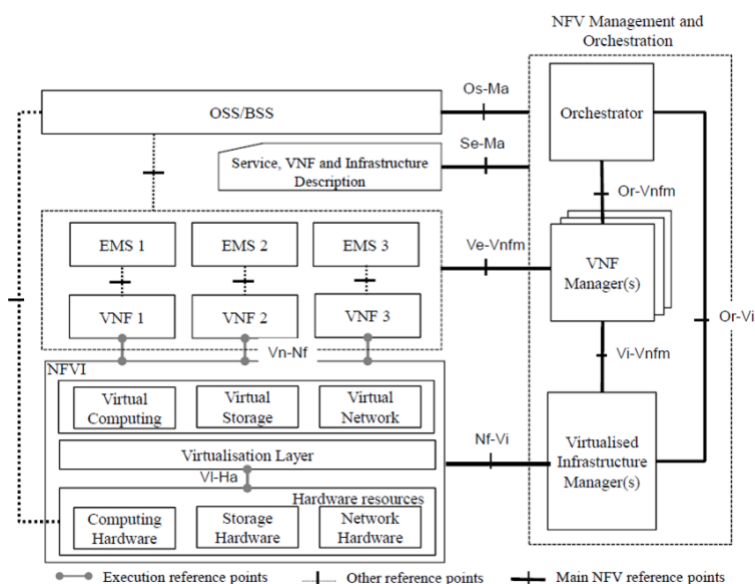 NFV Management and
Orchestration
Os-Ma
OSS/BSS
Orchestrator
Se-Ma
Service, VNF and Infrastructure
Description
Or-Vnfm
EMS 1
EMS 2
EMS 3
Ve-Vnfm
VNF
Manager(s)
VNF 1
VNF 2
VNF 3
Or-Vi
Vn-Nf
NFVI
Vi-Vnfm
Virtual
Computing
Virtual
Storage
Virtual
Network
Nf-Vi
Virtualisation Layer
Virtualised
Infrastructure
Manager(s)
Vl-Ha
Hardware resources
Computing
Hardware
Storage
Hardware
Network
Hardware
Execution reference points
Other reference points
Main NFV reference points